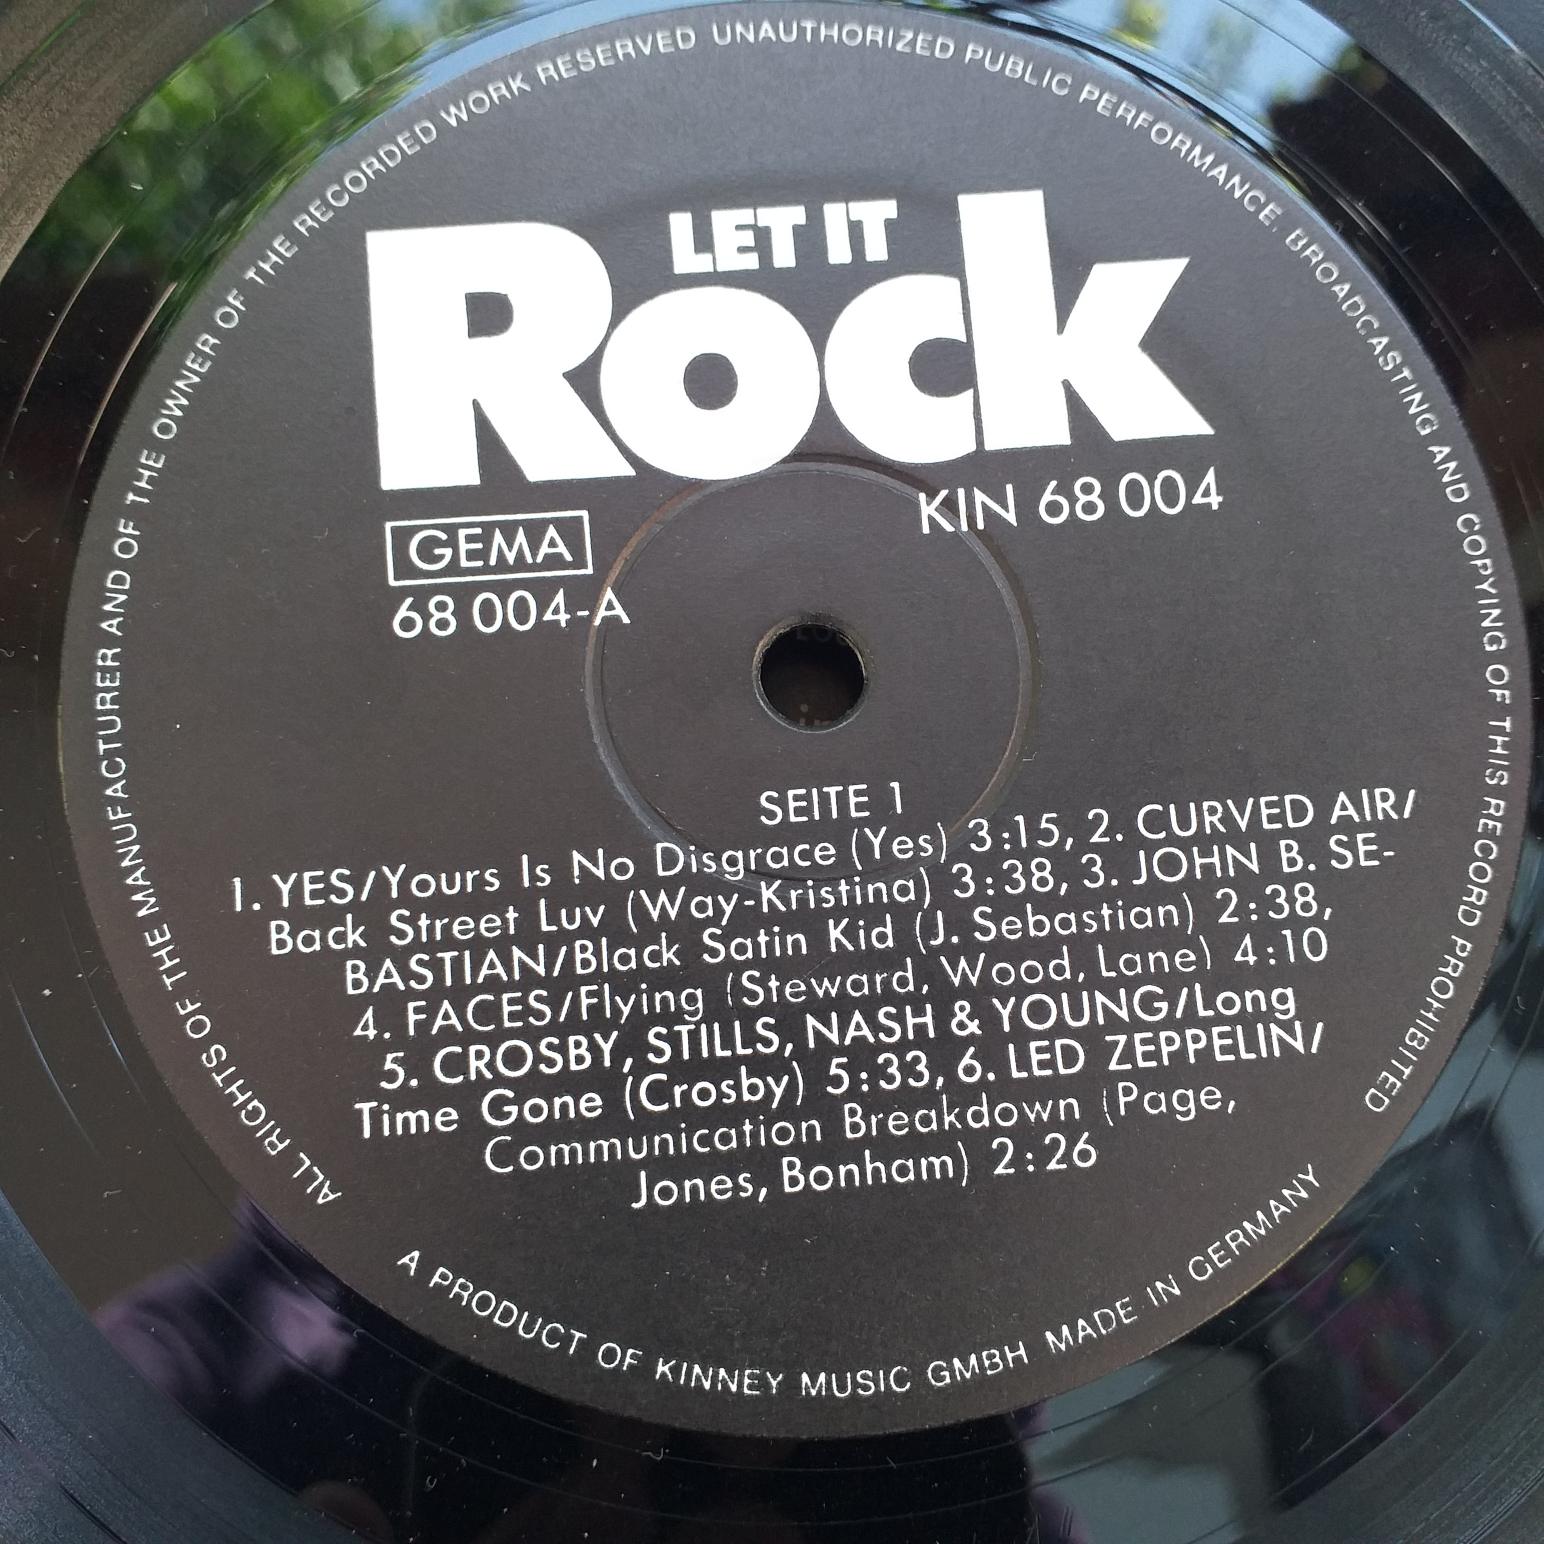 ALL RIGHTS OF THE MANUFACTURER AND OF THE OWNER OF THE RECORDED WORK RESERVED UNAUTHORIZED PUBLIC PERFORMANCE. BROADCASTING AND COPYING OF THIS RECORD PROHIBITED
LET IT
Rock
KIN 68 004
GEMA
68 004-A
SEITE 1
1. YES/Yours Is No Disgrace (Yes) 3:15, 2. CURVED AIR/
Back Street Luv (Way-Kristina) 3:38, 3. JOHN B. SE-
BASTIAN/Black Satin Kid (J. Sebastian) 2:38,
4. FACES/Flying (Steward, Wood, Lane) 4:10
5. CROSBY, STILLS, NASH & YOUNG/Long
Time Gone (Crosby) 5:33, 6. LED ZEPPELIN/
Communication Breakdown (Page,
Jones, Bonham) 2:26
A PRODUCT OF KINNEY MUSIC GMBH MADE IN GERMANY